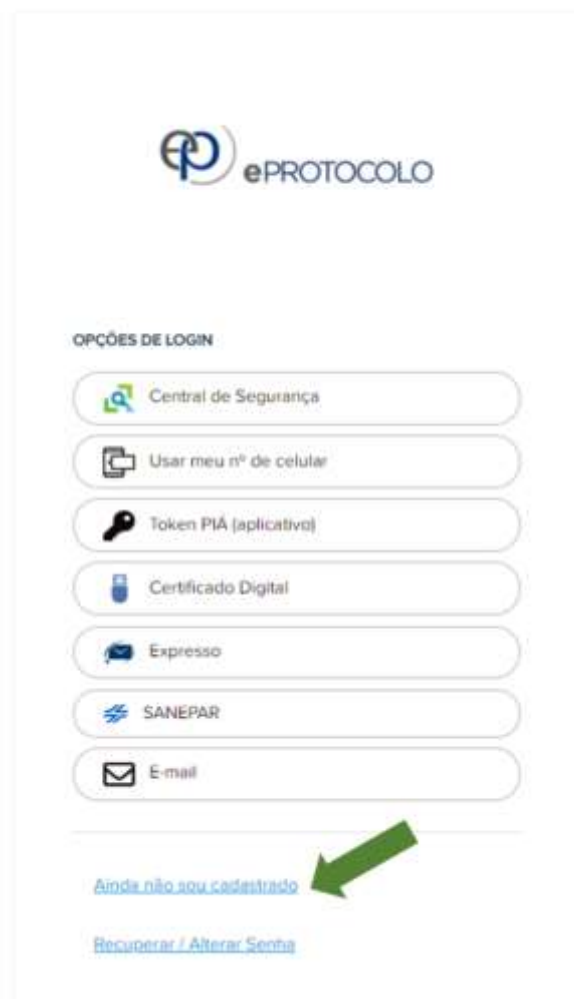 ep ePROTOCOLO
OPÇÕES DE LOGIN
Central de Segurança
Usar meu nº de celular
Token PIÁ (aplicativo)
Certificado Digital
Expresso
SANEPAR
E-mail
Ainda não sou cadastrado
Recuperar / Alterar Senha